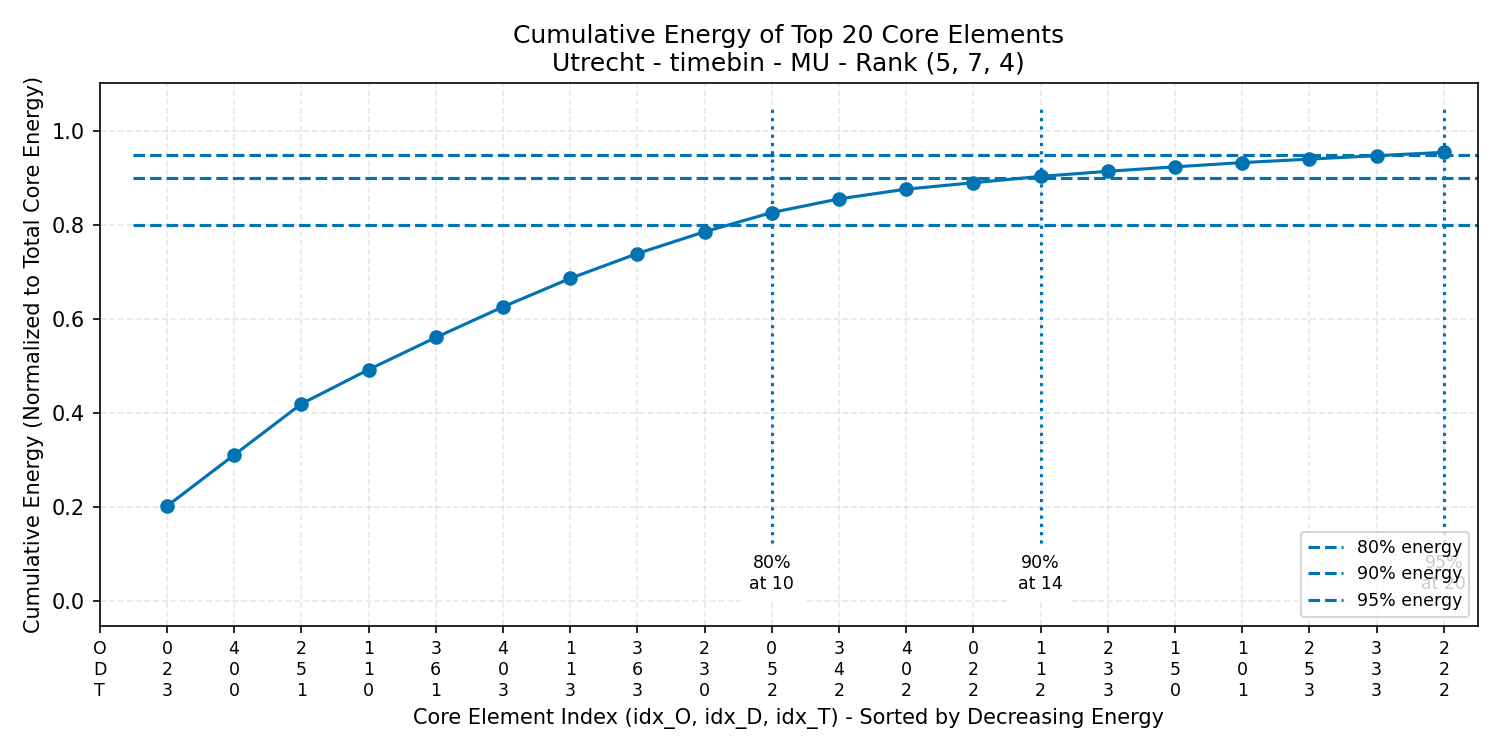 Cumulative Energy of Top 20 Core Elements
Utrecht - timebin - MU - Rank (5, 7, 4)
Cumulative Energy (Normalized to Total Core Energy)
1.0
0.8
0.6
0.4
0.2
0.0
80%
at 10
90%
at 14
95%
at 20
80% energy
90% energy
95% energy
O 0 4 2 1 3 4 1 3 2 0 3 4 0 1 2 1 1 2 3 2
D 2 0 5 1 6 0 1 6 3 5 4 0 2 1 3 5 0 5 3 2
T 3 0 1 0 1 3 3 3 0 2 2 2 2 2 3 0 1 3 3 2
Core Element Index (idx_O, idx_D, idx_T) - Sorted by Decreasing Energy